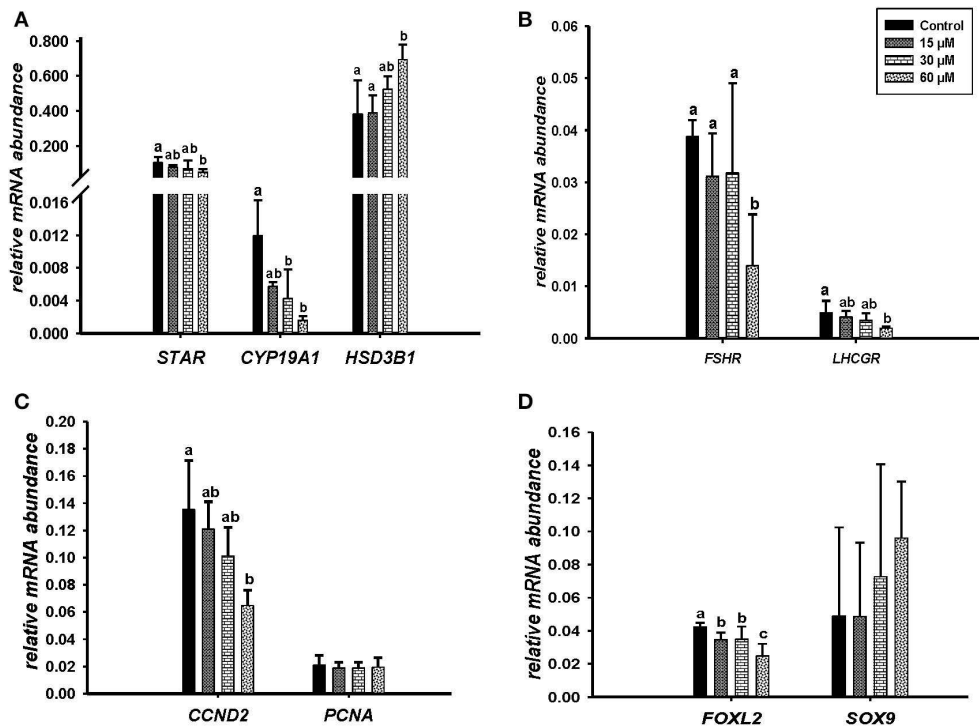 A
relative mRNA abundance
0.800
0.600
0.400
0.200
0.016
0.012
0.008
0.004
0.000
a ab ab b
a ab b b
a a ab b
STAR CYP19A1 HSD3B1
B
Control
15 µM
30 µM
60 µM
relative mRNA abundance
0.06
0.05
0.04
0.03
0.02
0.01
0.00
a a a b
a ab ab b
FSHR LHCGR
C
relative mRNA abundance
0.20
0.18
0.16
0.14
0.12
0.10
0.08
0.06
0.04
0.02
0.00
a ab ab b
CCND2 PCNA
D
relative mRNA abundance
0.16
0.14
0.12
0.10
0.08
0.06
0.04
0.02
0.00
a b b c
FOXL2 SOX9